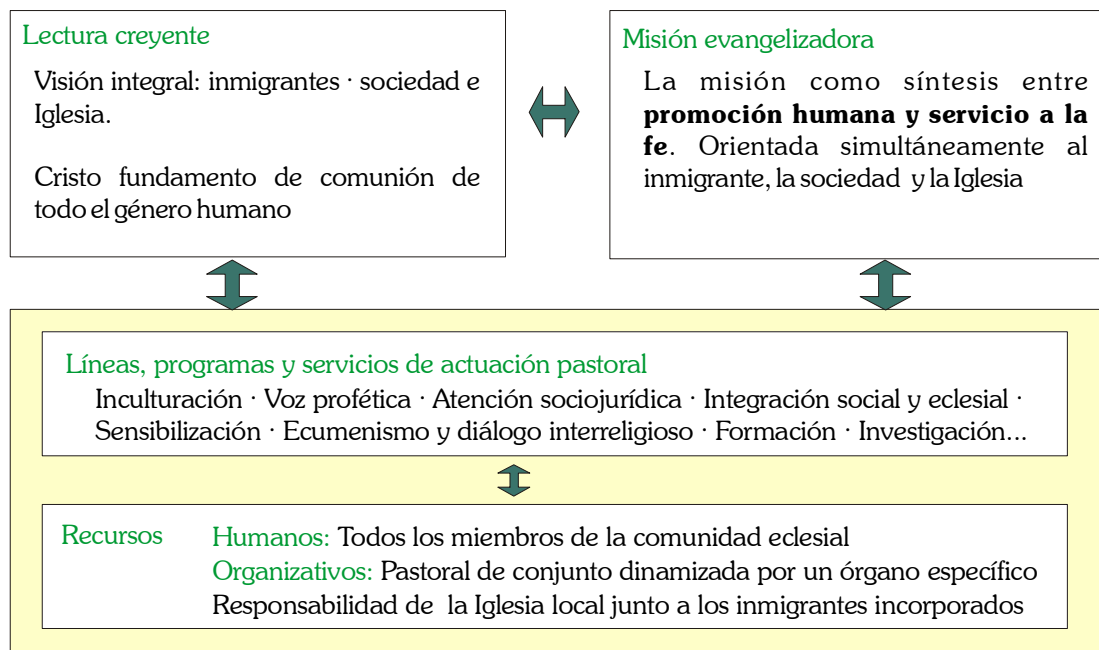 Lectura creyente
Visión integral: inmigrantes · sociedad e
Iglesia.
Cristo fundamento de comunión de
todo el género humano
Misión evangelizadora
La misión como síntesis entre
promoción humana y servicio a la
fe. Orientada simultáneamente al
inmigrante, la sociedad y la Iglesia
Líneas, programas y servicios de actuación pastoral
Inculturación · Voz profética · Atención sociojurídica · Integración social y eclesial ·
Sensibilización · Ecumenismo y diálogo interreligioso · Formación · Investigación...
Recursos Humanos: Todos los miembros de la comunidad eclesial
Organizativos: Pastoral de conjunto dinamizada por un órgano específico
Responsabilidad de la Iglesia local junto a los inmigrantes incorporados